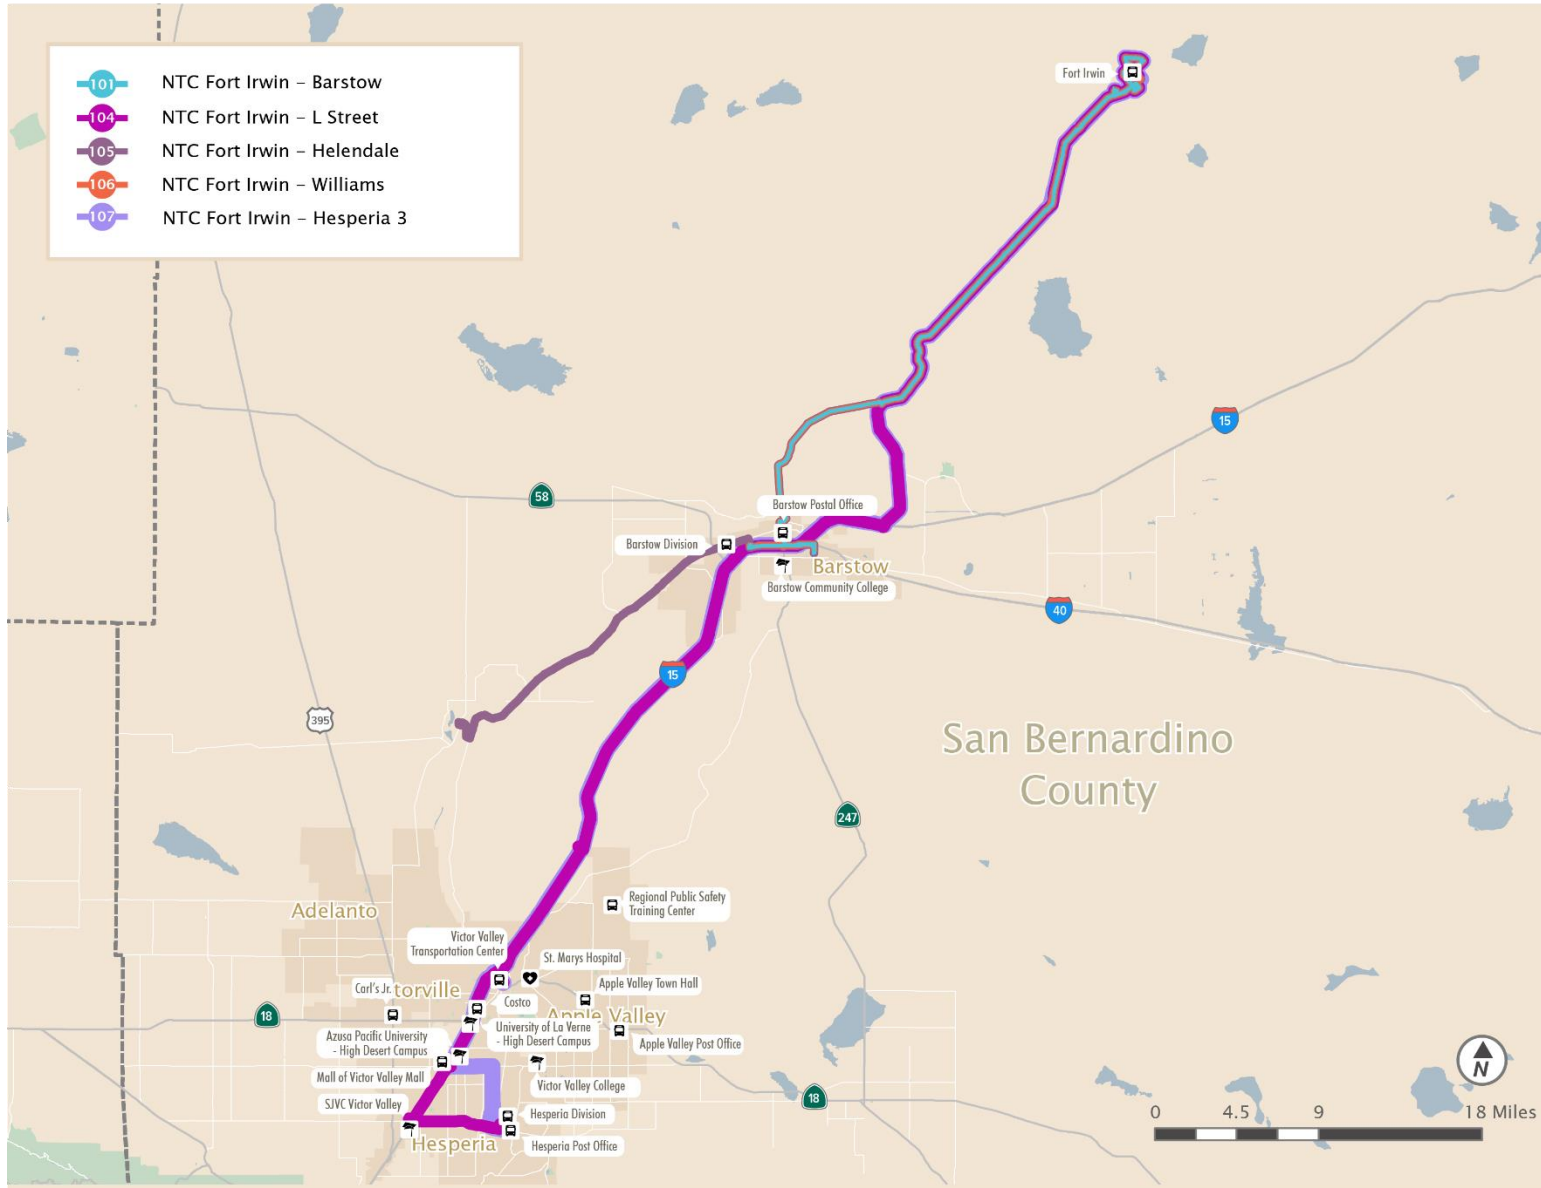 101 NTC Fort Irwin – Barstow
104 NTC Fort Irwin – L Street
105 NTC Fort Irwin – Helendale
106 NTC Fort Irwin – Williams
107 NTC Fort Irwin – Hesperia 3
Fort Irwin
15
58
Barstow Postal Office
Barstow Division
Barstow
Barstow Community College
40
15
395
San Bernardino
County
247
Regional Public Safety
Training Center
Adelanto
Victor Valley
Transportation Center
St. Marys Hospital
Apple Valley Town Hall
Carl's Jr.
torville
Costco
Apple Valley
18
University of La Verne
- High Desert Campus
Azusa Pacific University
- High Desert Campus
Apple Valley Post Office
Mall of Victor Valley Mall
Victor Valley College
18
SJVC Victor Valley
Hesperia Division
Hesperia
Hesperia Post Office
N
0 4.5 9 18 Miles